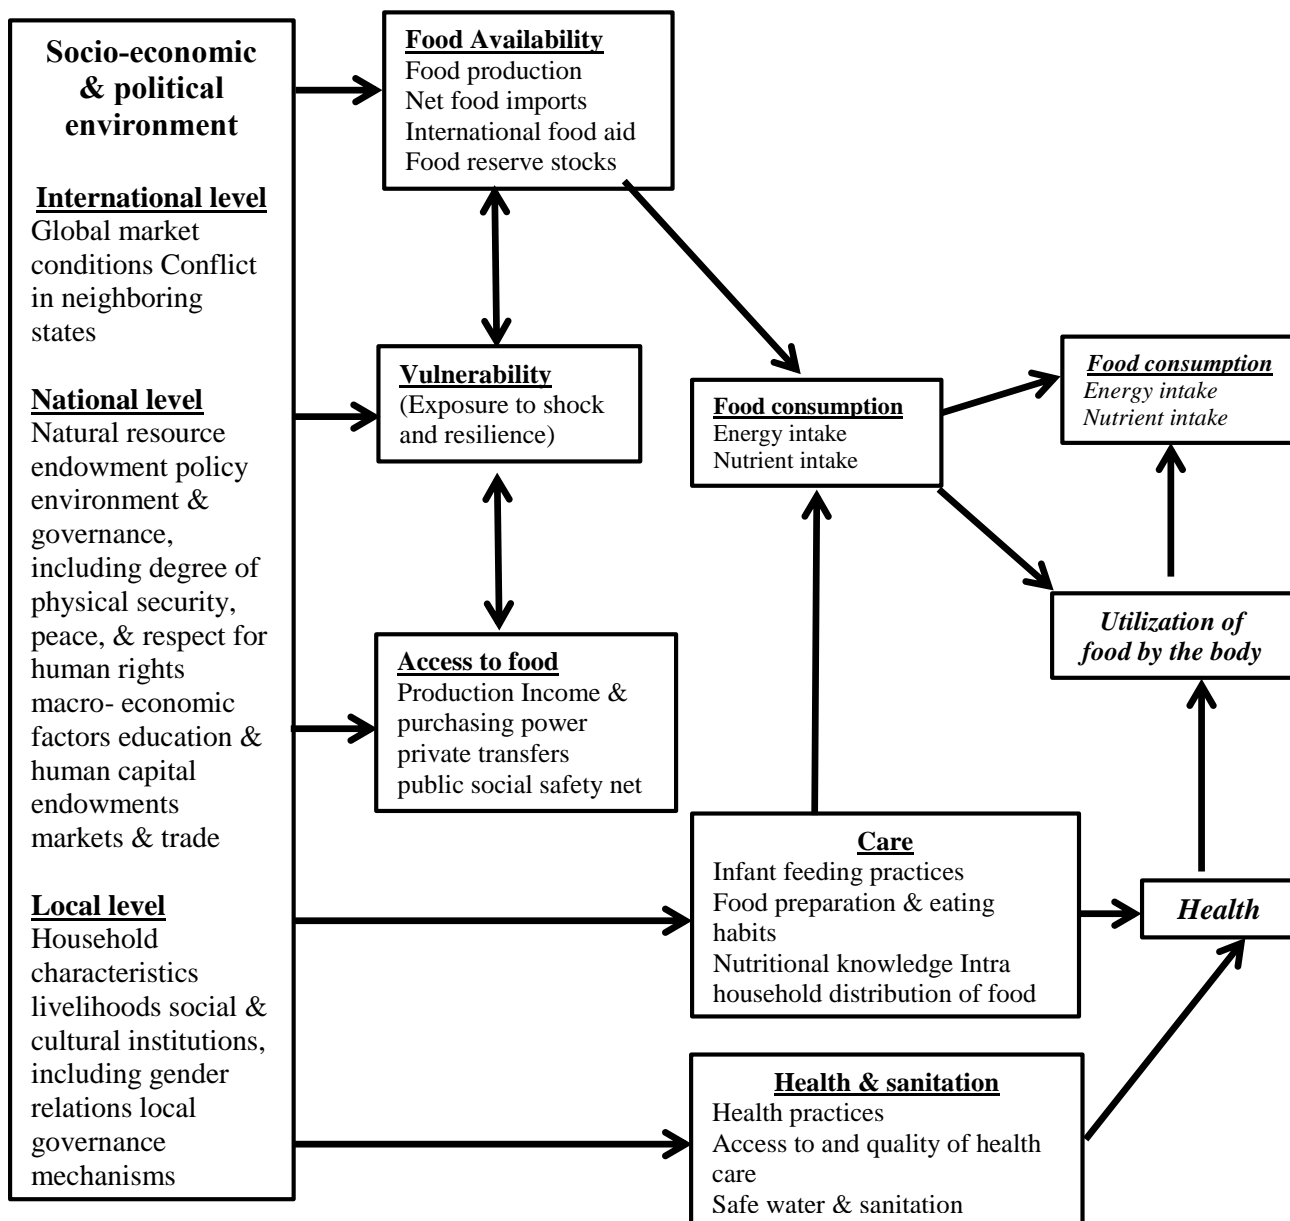 Socio-economic
& political
environment
International level
Global market
conditions Conflict
in neighboring
states
National level
Natural resource
endowment policy
environment &
governance,
including degree of
physical security,
peace, & respect for
human rights
macro- economic
factors education &
human capital
endowments
markets & trade
Local level
Household
characteristics
livelihoods social &
cultural institutions,
including gender
relations local
governance
mechanisms
Food Availability
Food production
Net food imports
International food aid
Food reserve stocks
Vulnerability
(Exposure to shock
and resilience)
Access to food
Production Income &
purchasing power
private transfers
public social safety net
Food consumption
Energy intake
Nutrient intake
Food consumption
Energy intake
Nutrient intake
Utilization of
food by the body
Care
Infant feeding practices
Food preparation & eating
habits
Nutritional knowledge Intra
household distribution of food
Health
Health & sanitation
Health practices
Access to and quality of health
care
Safe water & sanitation